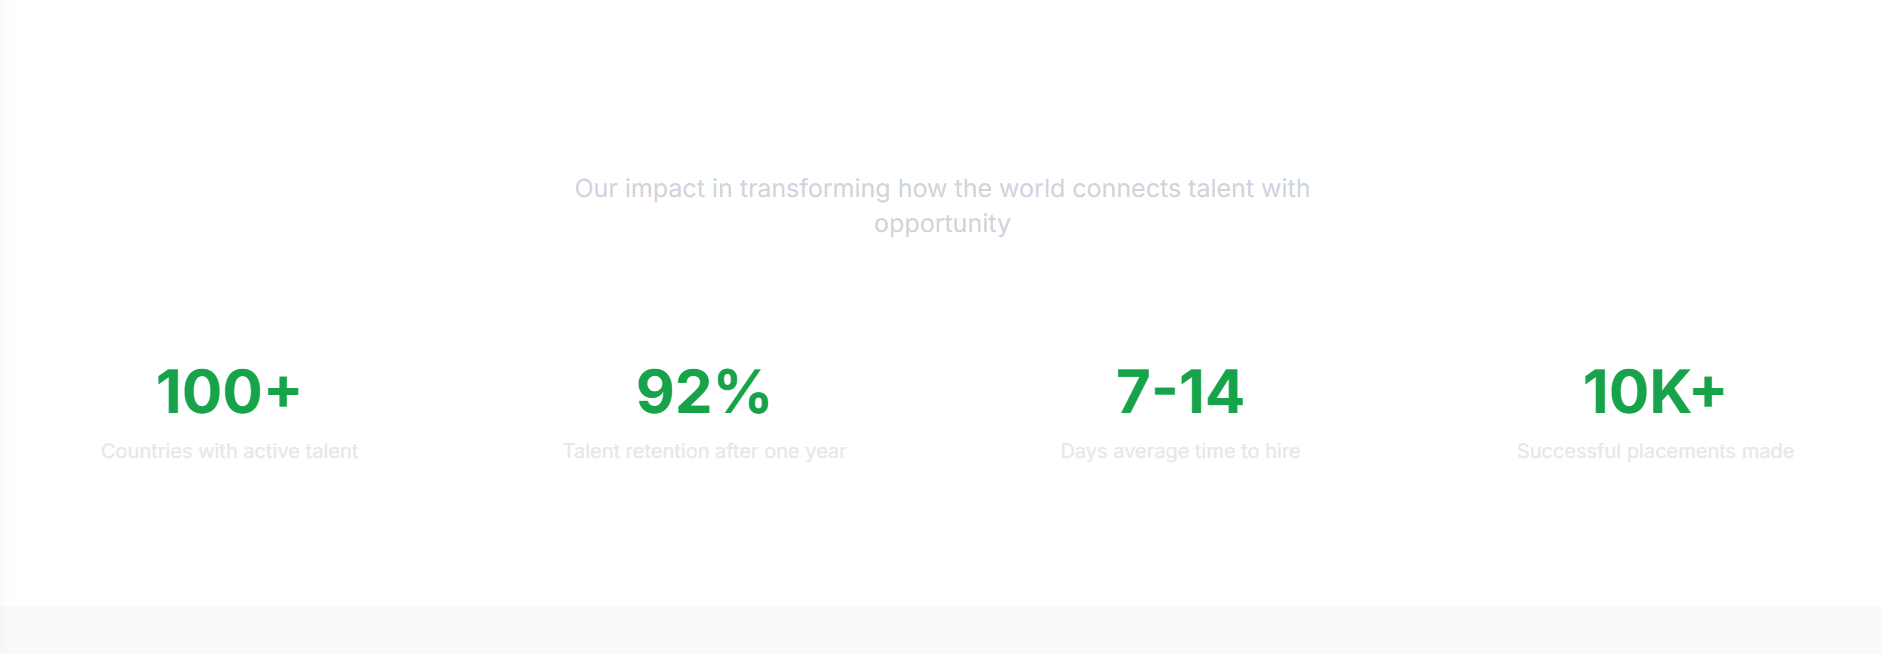 Our impact in transforming how the world connects talent with
opportunity
100+
92%
7-14
10K+
Countries with active talent
Talent retention after one year
Days average time to hire
Successful placements made